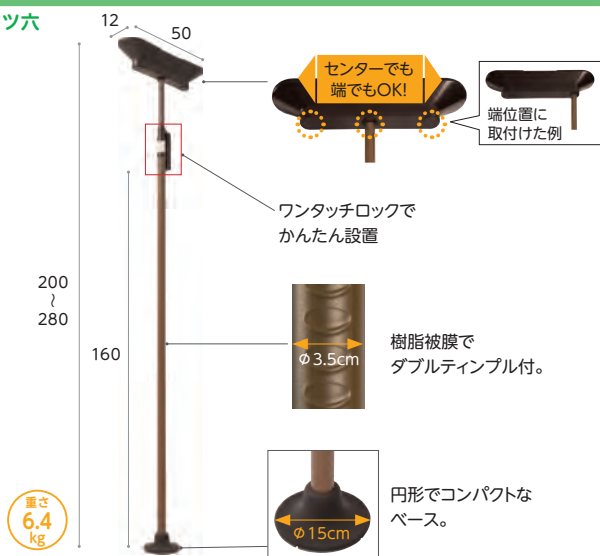 ツ六
12
50
センターでも
端でもOK!
端位置に
取付けた例
ワンタッチロックで
かんたん設置
200
~
280
160
φ3.5cm
樹脂被膜で
ダブルティンプル付。
重さ
6.4
kg
φ15cm
円形でコンパクトな
ベース。